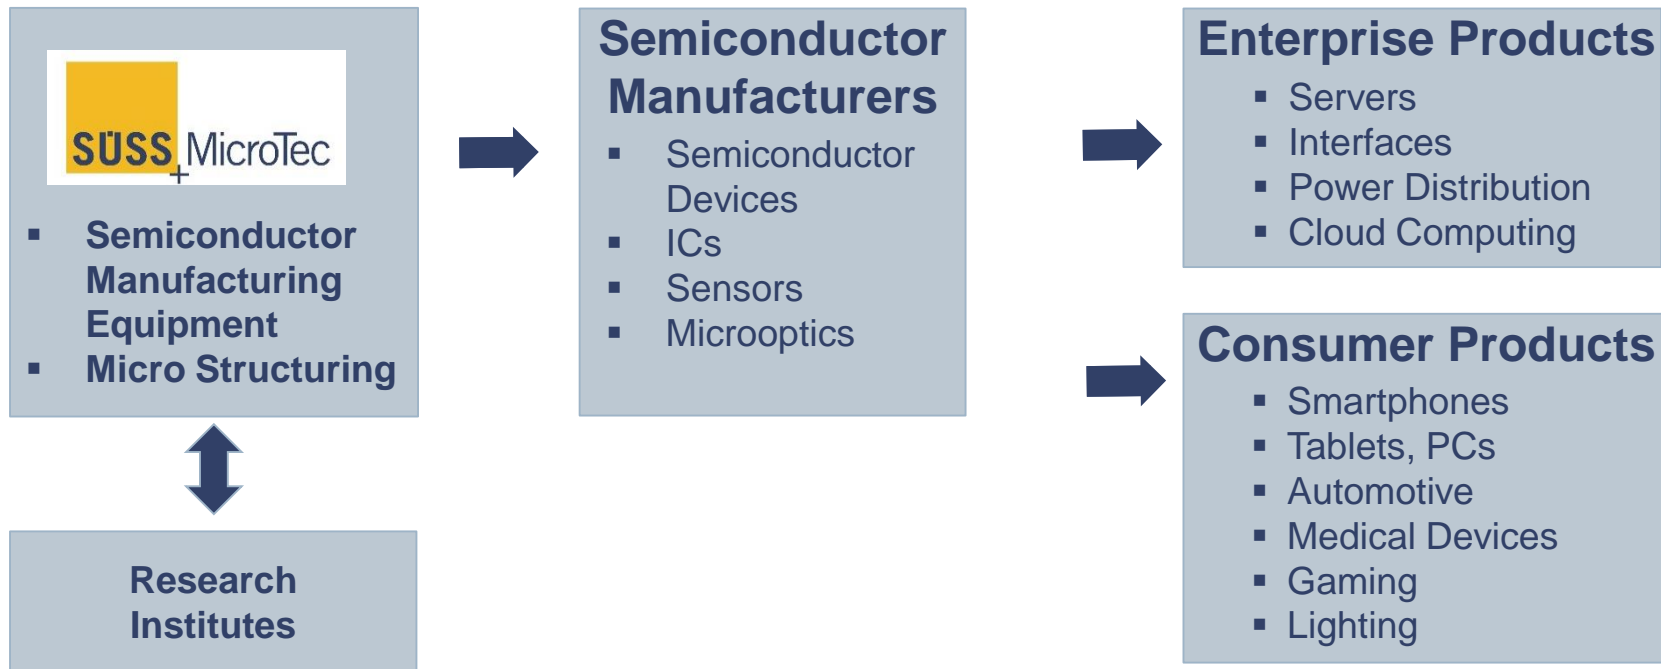 SÜSS MicroTec
▪ Semiconductor
Manufacturing
Equipment
▪ Micro Structuring
Research
Institutes
Semiconductor
Manufacturers
▪ Semiconductor
Devices
▪ ICs
▪ Sensors
▪ Microoptics
Enterprise Products
▪ Servers
▪ Interfaces
▪ Power Distribution
▪ Cloud Computing
Consumer Products
▪ Smartphones
▪ Tablets, PCs
▪ Automotive
▪ Medical Devices
▪ Gaming
▪ Lighting